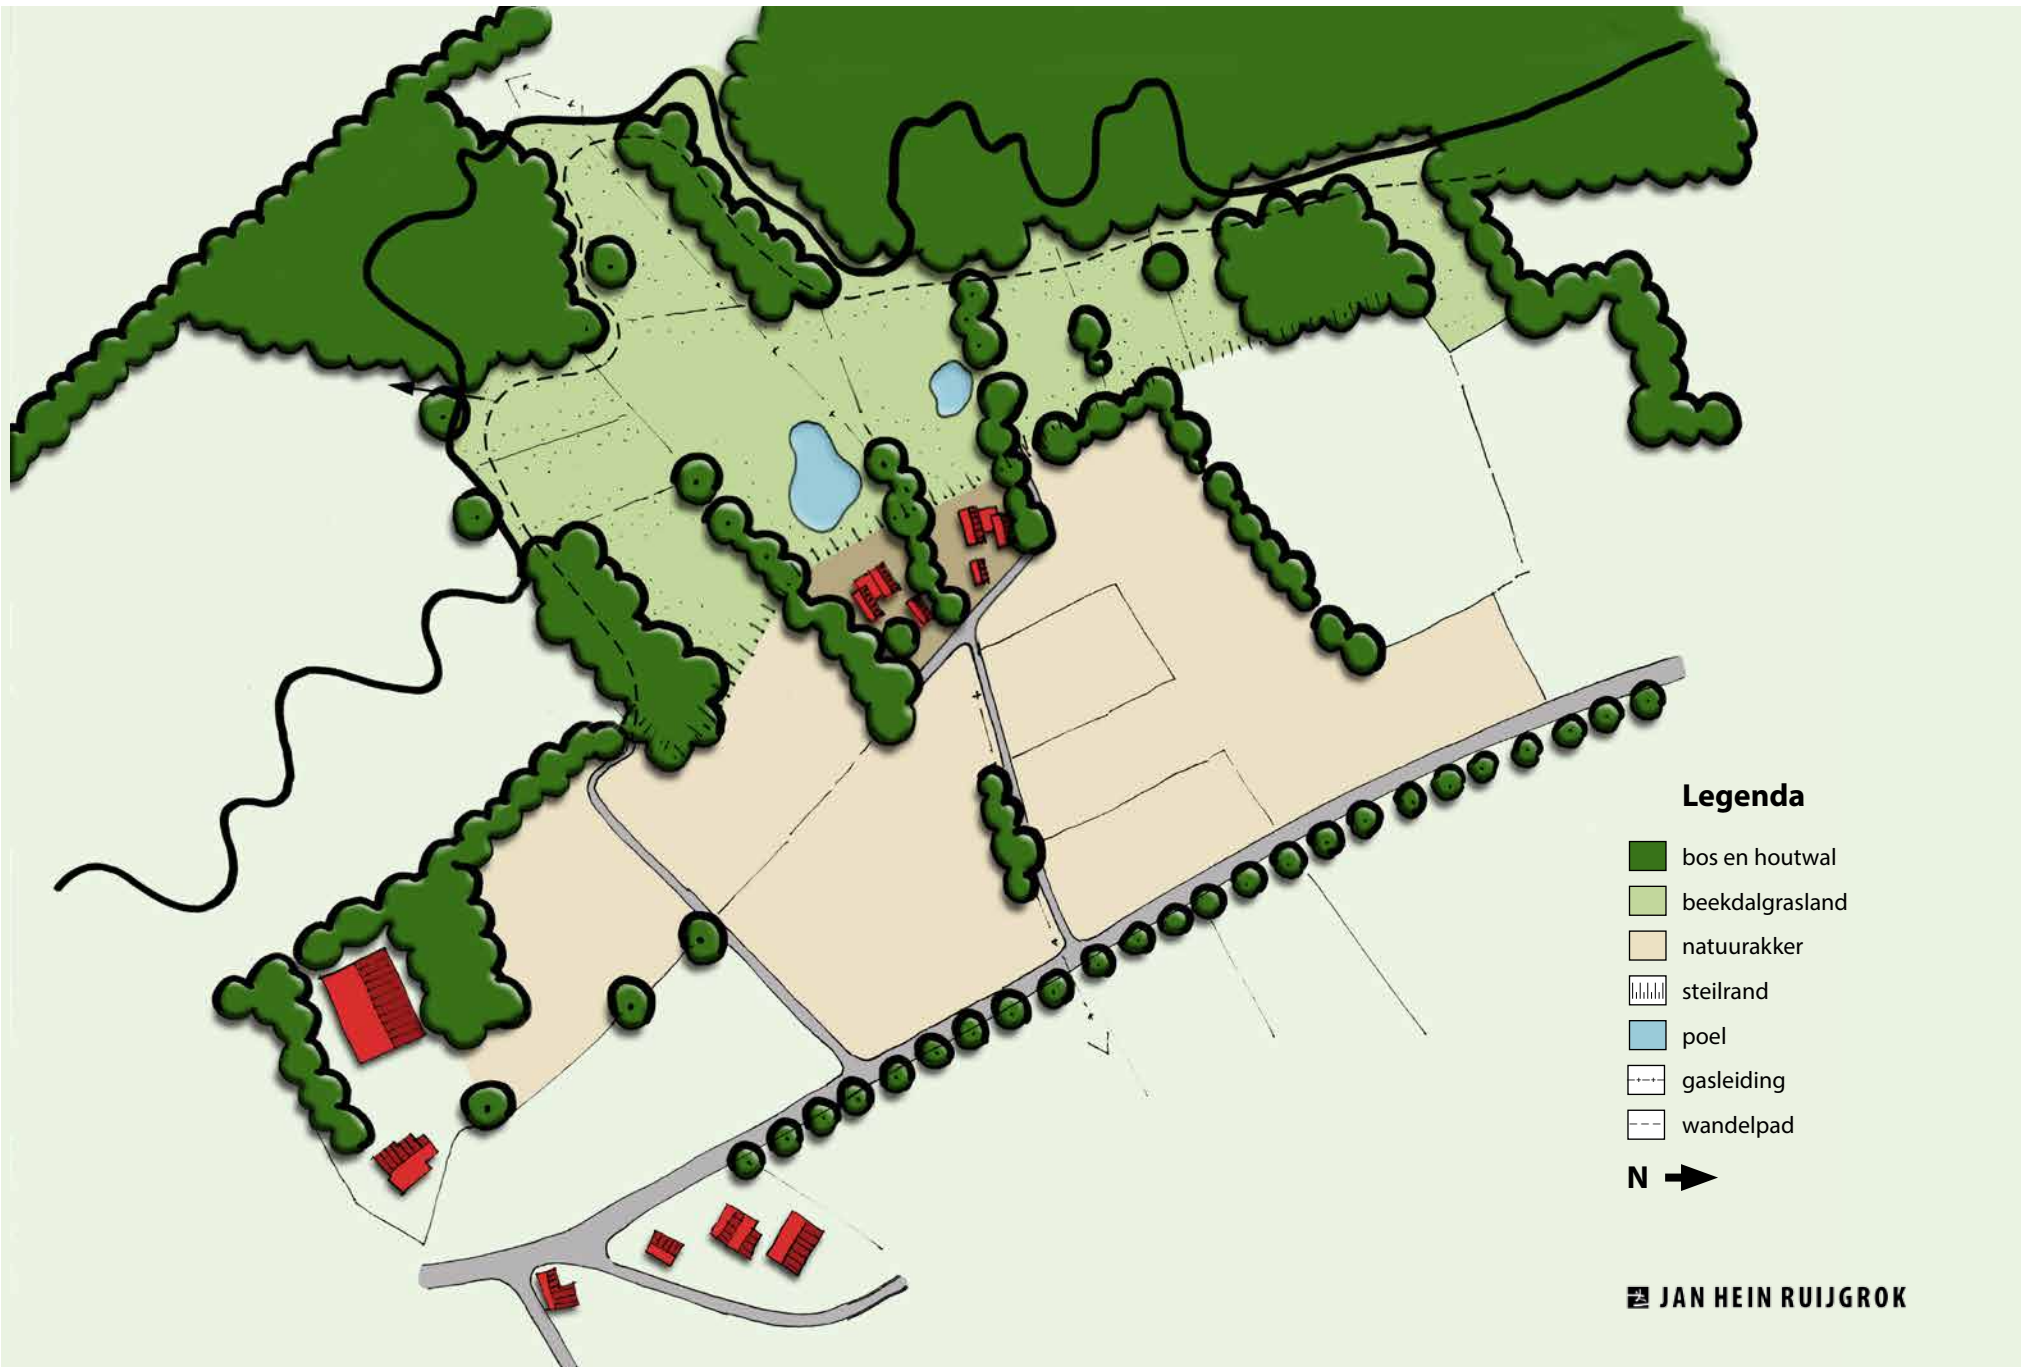 Legenda
bos en houtwal
beekdalgrasland
natuurakker
steilrand
poel
gasleiding
wandelpad
N
JAN HEIN RUIJGROK